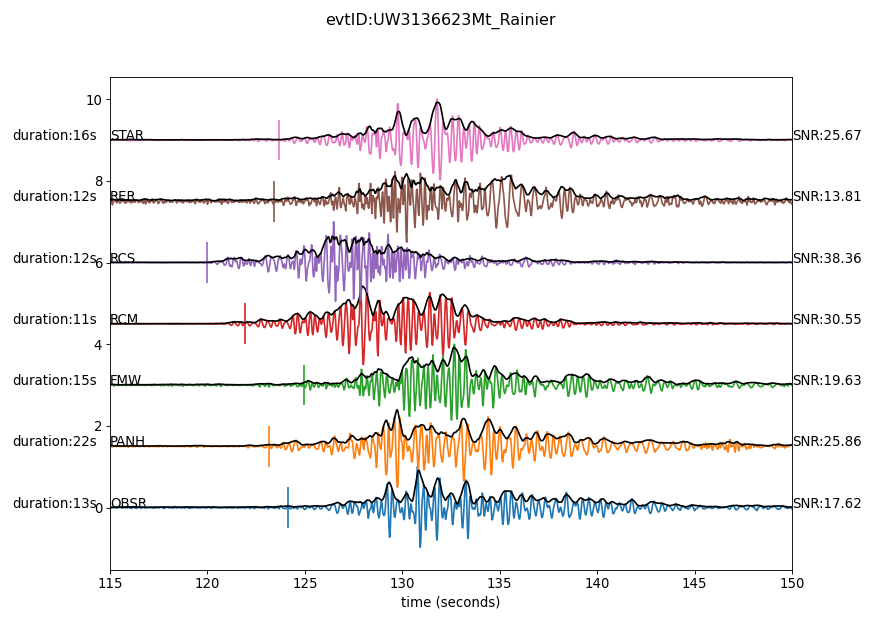 evtID:UW3136623Mt_Rainier
10
duration:16s STAR SNR:25.67
8
duration:12s RER SNR:13.81
duration:12s RCS SNR:38.36
6
duration:11s RCM SNR:30.55
4
duration:15s FMW SNR:19.63
2
duration:22s PANH SNR:25.86
duration:13s OBSR SNR:17.62
0
115 120 125 130 135 140 145 150
time (seconds)